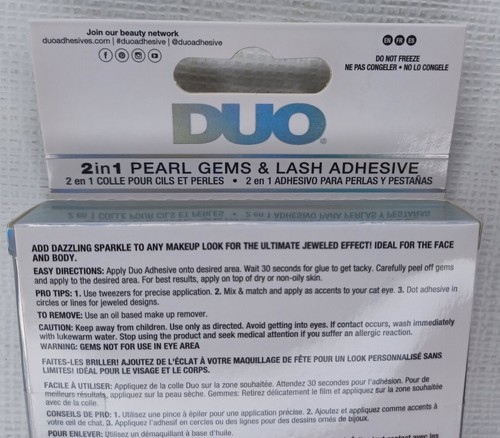 Join our beauty network
duoadhesives.com | #duoadhesive | @duoadhesive
EN FR ES
DO NOT FREEZE
NE PAS CONGELER • NO LO CONGELE
DUO
2in1 PEARL GEMS & LASH ADHESIVE
2 en 1 COLLE POUR CILS ET PERLES • 2 en 1 ADHESIVO PARA PERLAS Y PESTAÑAS
ADD DAZZLING SPARKLE TO ANY MAKEUP LOOK FOR THE ULTIMATE JEWELED EFFECT! IDEAL FOR THE FACE
AND BODY.
EASY DIRECTIONS: Apply Duo Adhesive onto desired area. Wait 30 seconds for glue to get tacky. Carefully peel off gems
and apply to the desired area. For best results, apply on top of dry or non-oily skin.
PRO TIPS: 1. Use tweezers for precise application. 2. Mix & match and apply as accents to your cat eye. 3. Dot adhesive in
circles or lines for jeweled designs.
TO REMOVE: Use an oil based make up remover.
CAUTION: Keep away from children. Use only as directed. Avoid getting into eyes. If contact occurs, wash immediately
with lukewarm water. Stop using the product and seek medical attention if you suffer an allergic reaction.
WARNING: GEMS NOT FOR USE IN EYE AREA
FAITES-LES BRILLER! AJOUTEZ DE L'ÉCLAT À VOTRE MAQUILLAGE DE FÊTE POUR UN LOOK PERSONNALISÉ SANS
LIMITES! IDÉAL POUR LE VISAGE ET LE CORPS.
FACILE À UTILISER: Appliquez de la colle Duo sur la zone souhaitée. Attendez 30 secondes pour l'adhésion. Pour de
meilleurs résultats, appliquez sur la peau sèche. Gemmes: Retirez délicatement le film et appliquez sur la zone souhaitée
avec de la colle.
CONSEILS DE PRO: 1. Utilisez une pince à épiler pour une application précise. 2. Ajoutez et appliquez comme accents à
votre œil de chat. 3. Appliquez l'adhesif en cercles ou des lignes pour des dessins ornés de bijoux.
POUR ENLEVER: Utilisez un démaquillant à base d'huile.